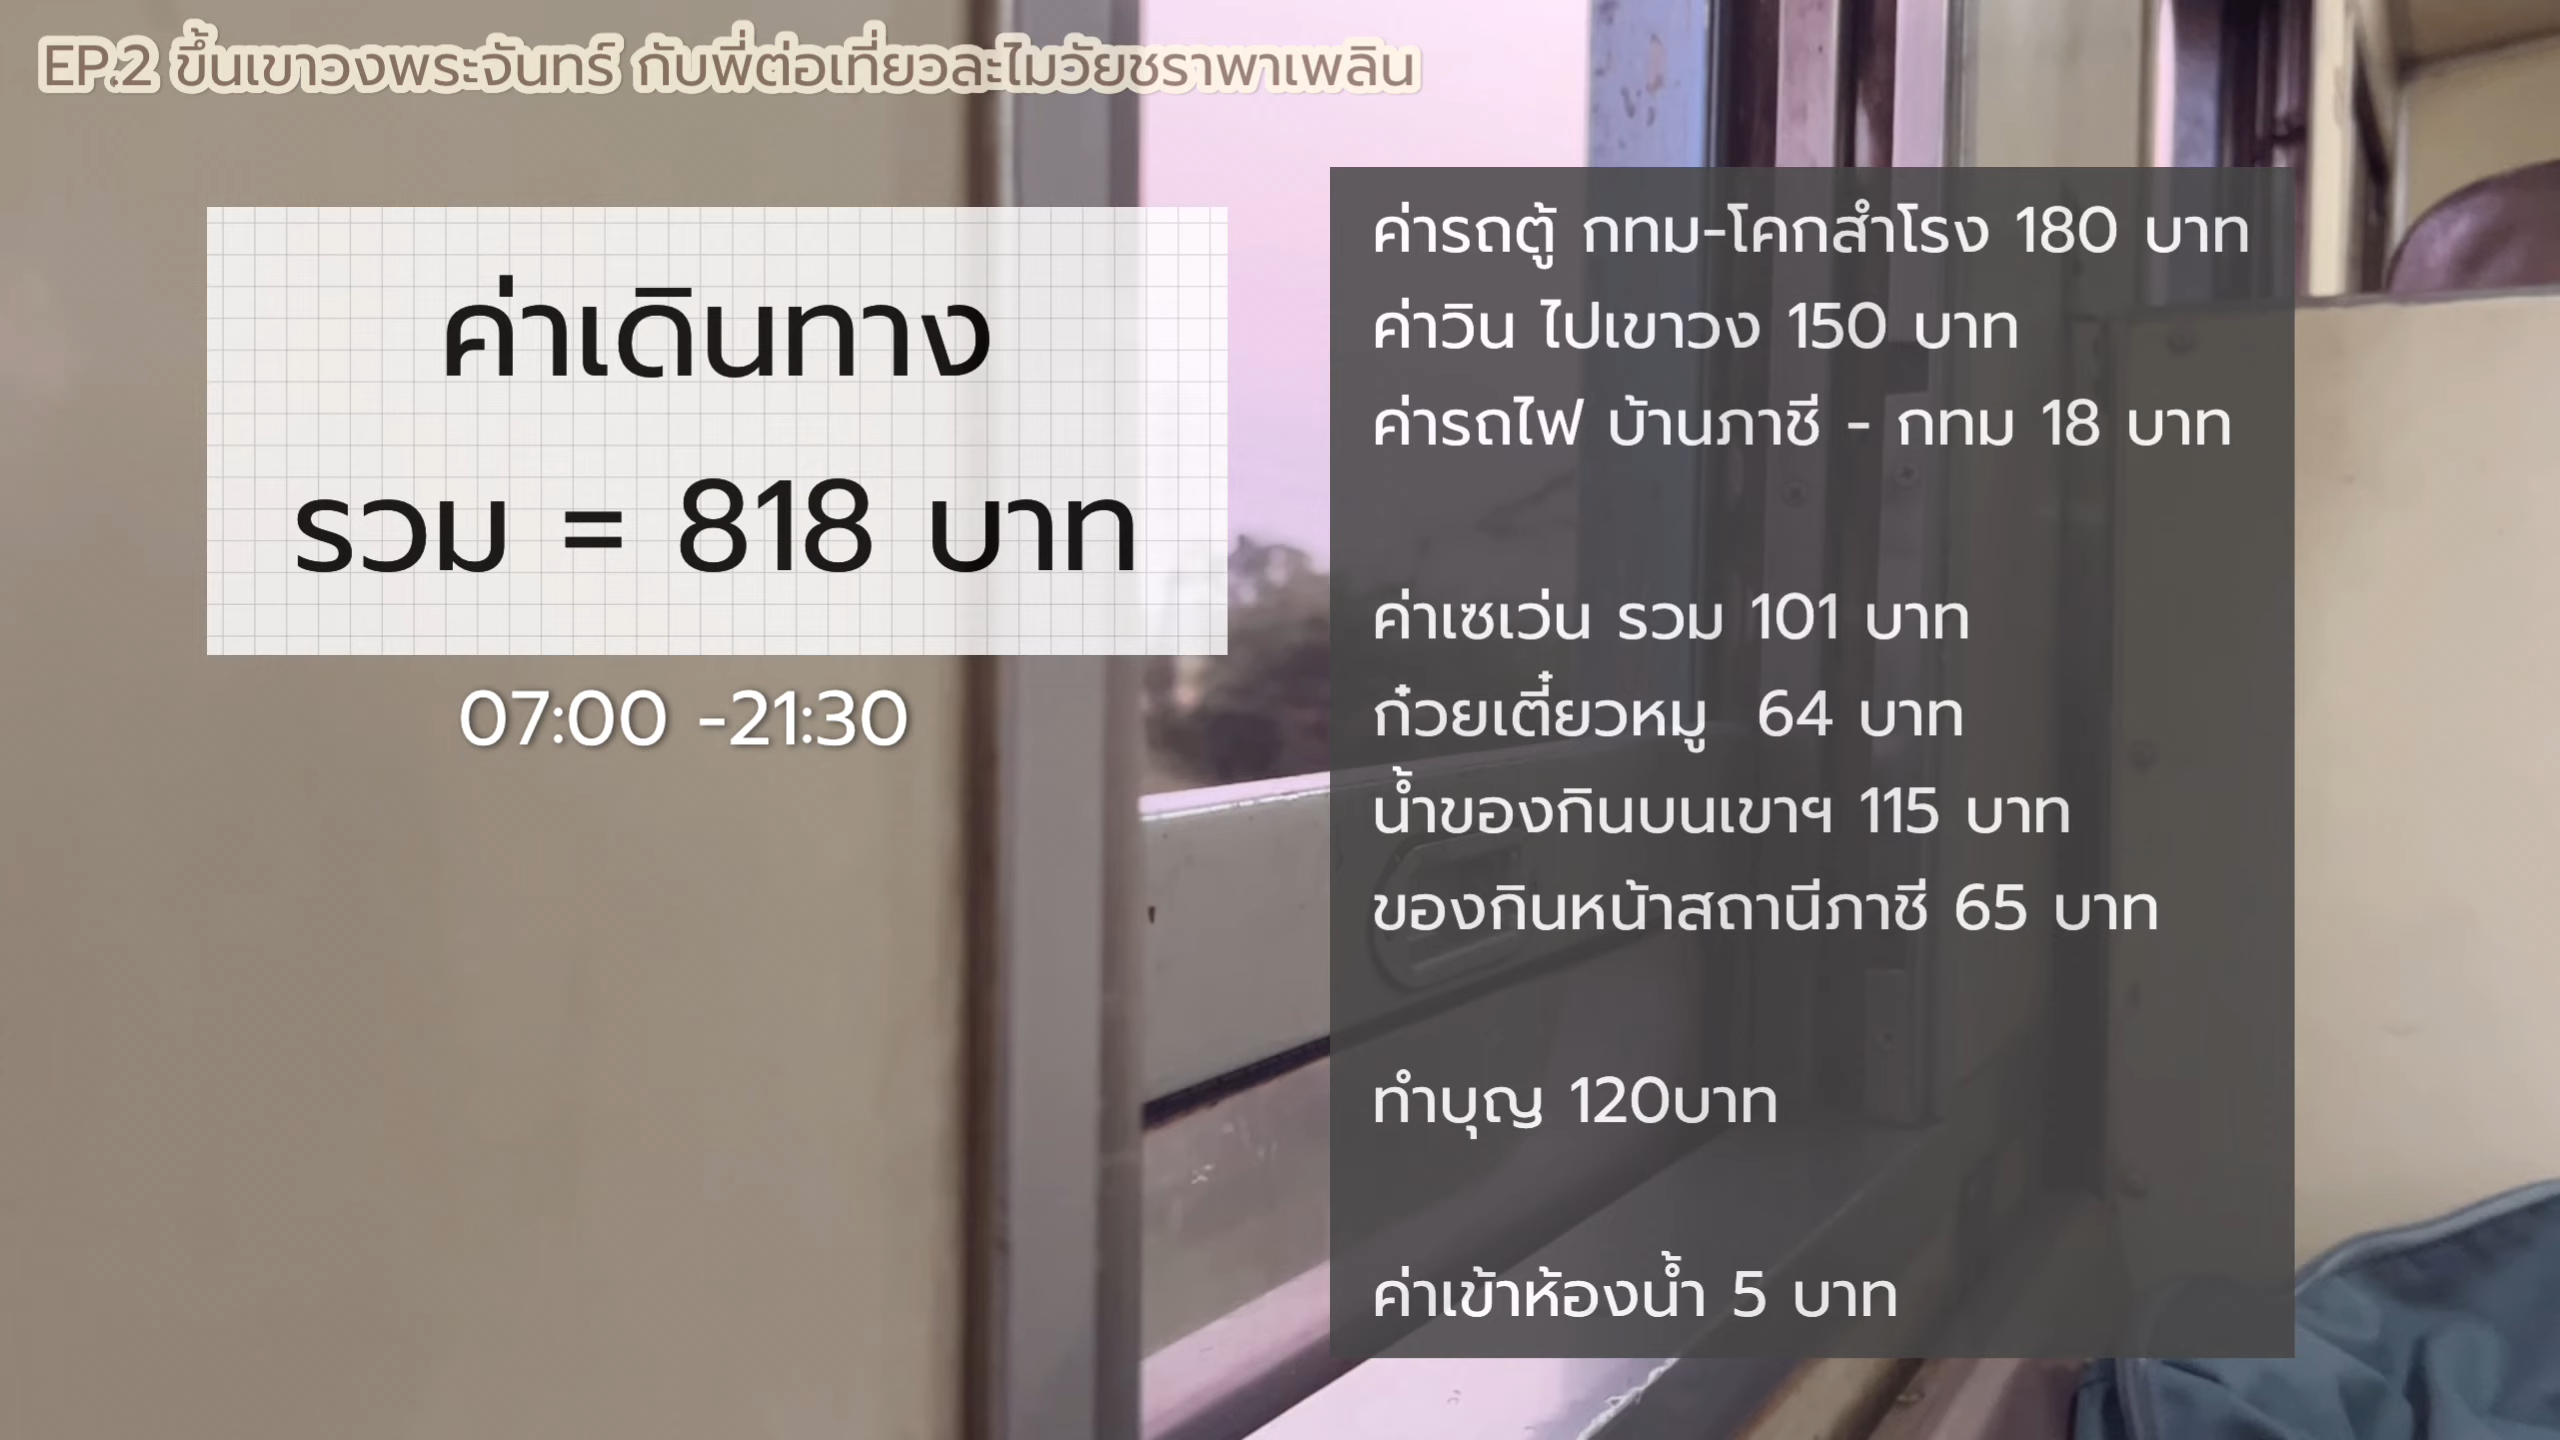 EP.2 ขึ้นเขาวงพระจันทร์ กับพี่ต่อเที่ยวละไมวัยชราพาเพลิน
ค่าเดินทาง
รวม = 818 บาท
07:00 -21:30
ค่ารถตู้ กทม-โคกสำโรง 180 บาท
ค่าวิน ไปเขาวง 150 บาท
ค่ารถไฟ บ้านภาชี - กทม 18 บาท
ค่าเซเว่น รวม 101 บาท
ก๋วยเตี๋ยวหมู 64 บาท
น้ำของกินบนเขาฯ 115 บาท
ของกินหน้าสถานีภาชี 65 บาท
ทำบุญ 120บาท
ค่าเข้าห้องน้ำ 5 บาท